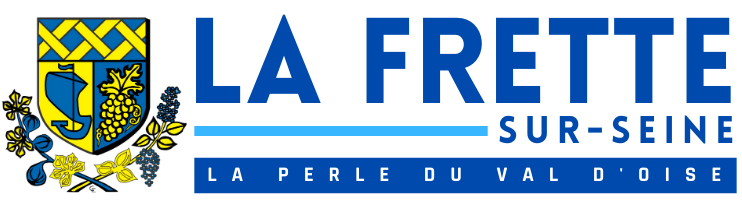 LA FRETTE
SUR-SEINE
LA PERLE DU VAL D'OISE